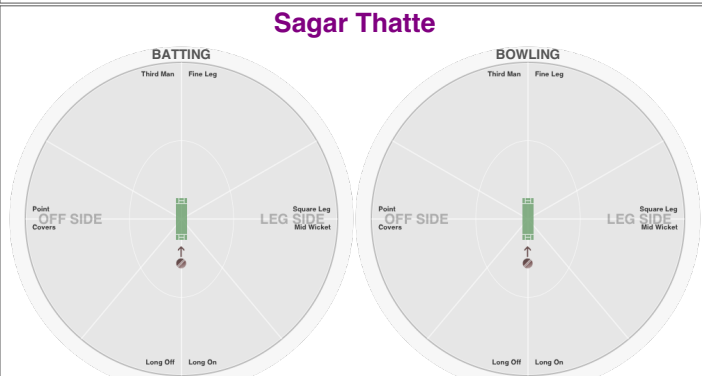 Sagar Thatte
BATTING
Third Man
Fine Leg
Point
OFF SIDE
Covers
Square Leg
LEG SIDE
Mid Wicket
Long Off
Long On
BOWLING
Third Man
Fine Leg
Point
OFF SIDE
Covers
Square Leg
LEG SIDE
Mid Wicket
Long Off
Long On